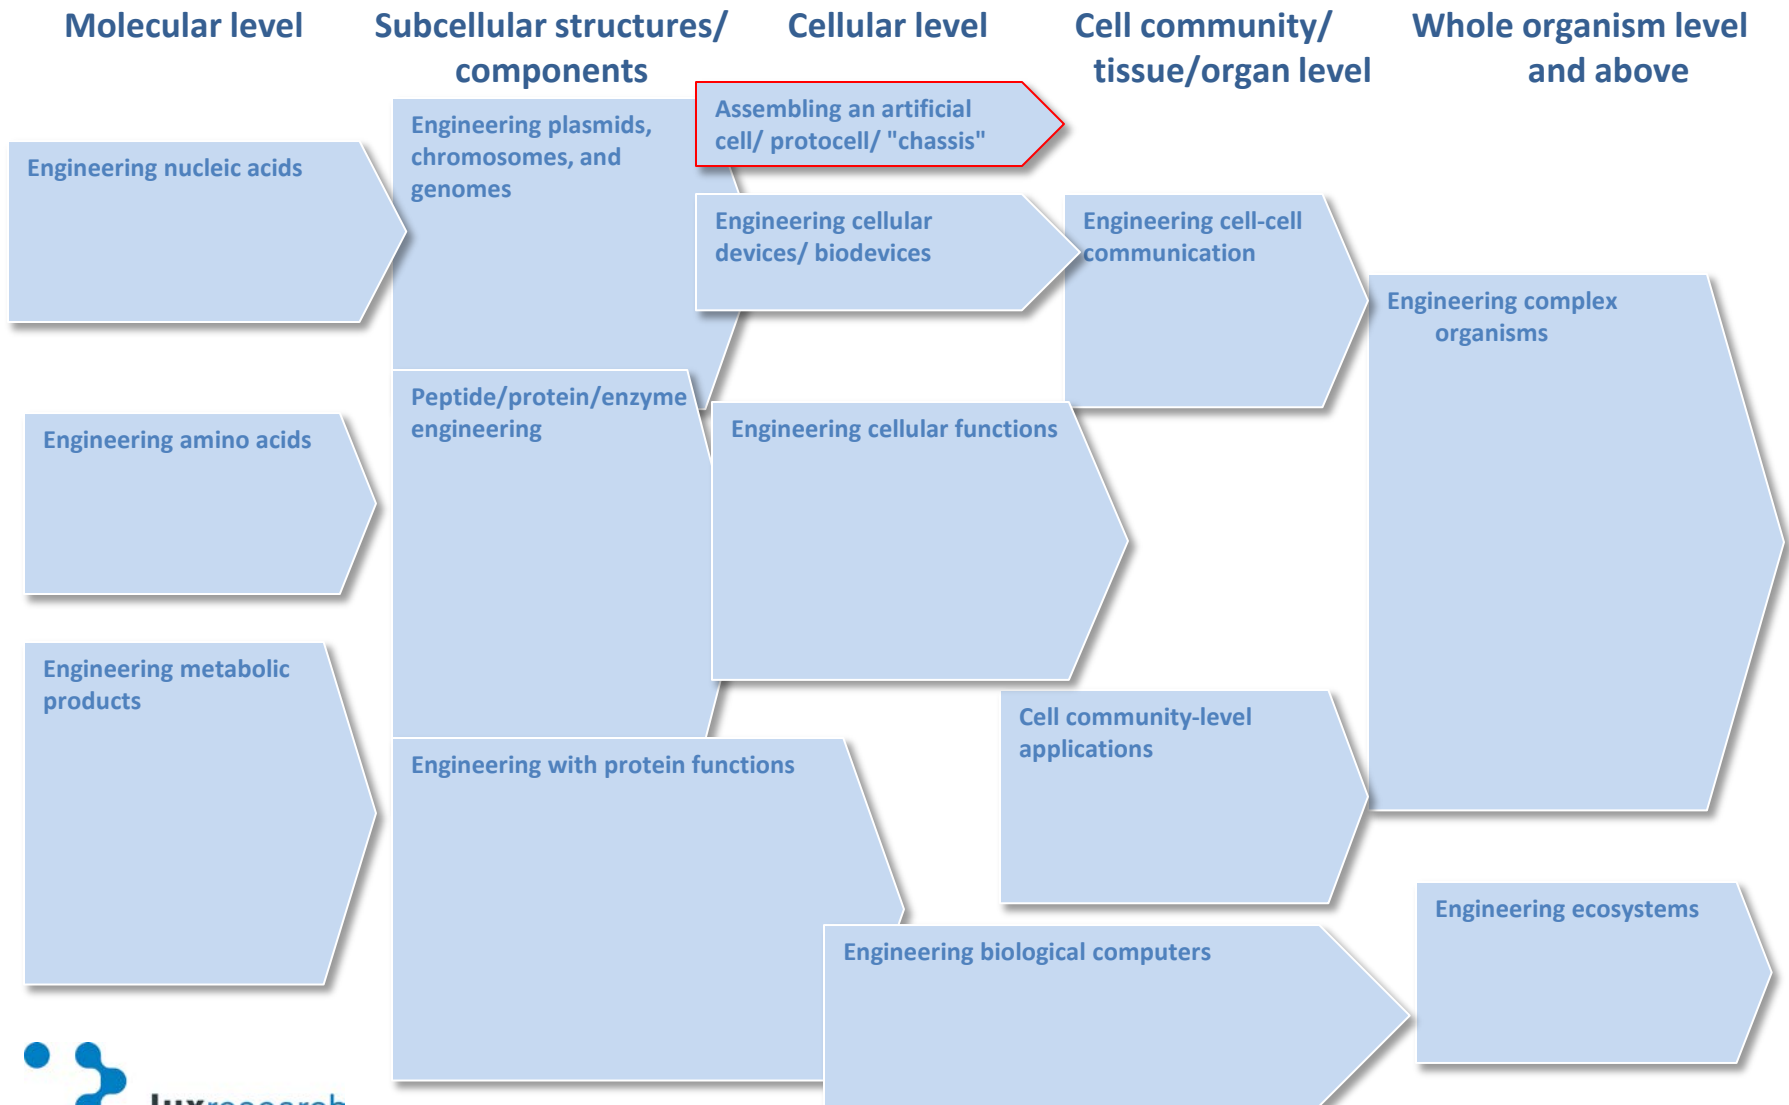 Molecular level
Subcellular structures/
components
Cellular level
Cell community/
tissue/organ level
Whole organism level
and above
Engineering nucleic acids
Engineering plasmids,
chromosomes, and
genomes
Assembling an artificial
cell/ protocell/ "chassis"
Engineering cellular
devices/ biodevices
Engineering cell-cell
communication
Engineering complex
organisms
Engineering amino acids
Peptide/protein/enzyme
engineering
Engineering cellular functions
Engineering metabolic
products
Engineering with protein functions
Cell community-level
applications
Engineering biological computers
Engineering ecosystems
luxresearch